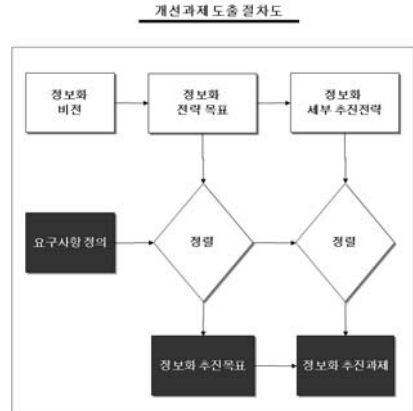 개선과제 도출 절차도
정보화
비전
정보화
전략 목표
정보화
세부 추진전략
요구사항 정의
정렬
정렬
정보화 추진목표
정보화 추진과제